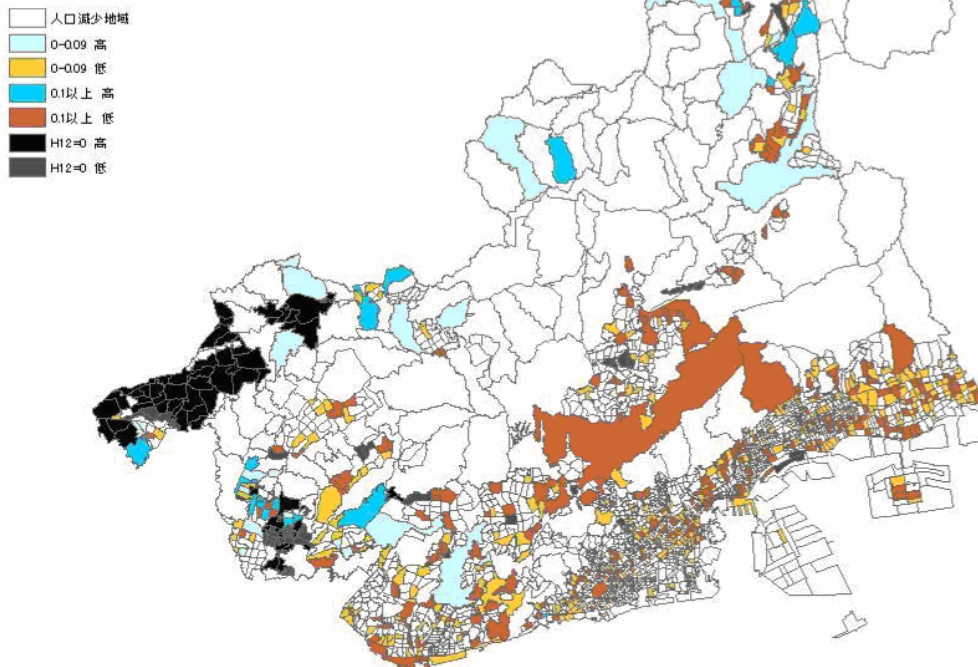 人口減少地域
0-0.09 高
0-0.09 低
0.1以上 高
0.1以上 低
H12=0 高
H12=0 低